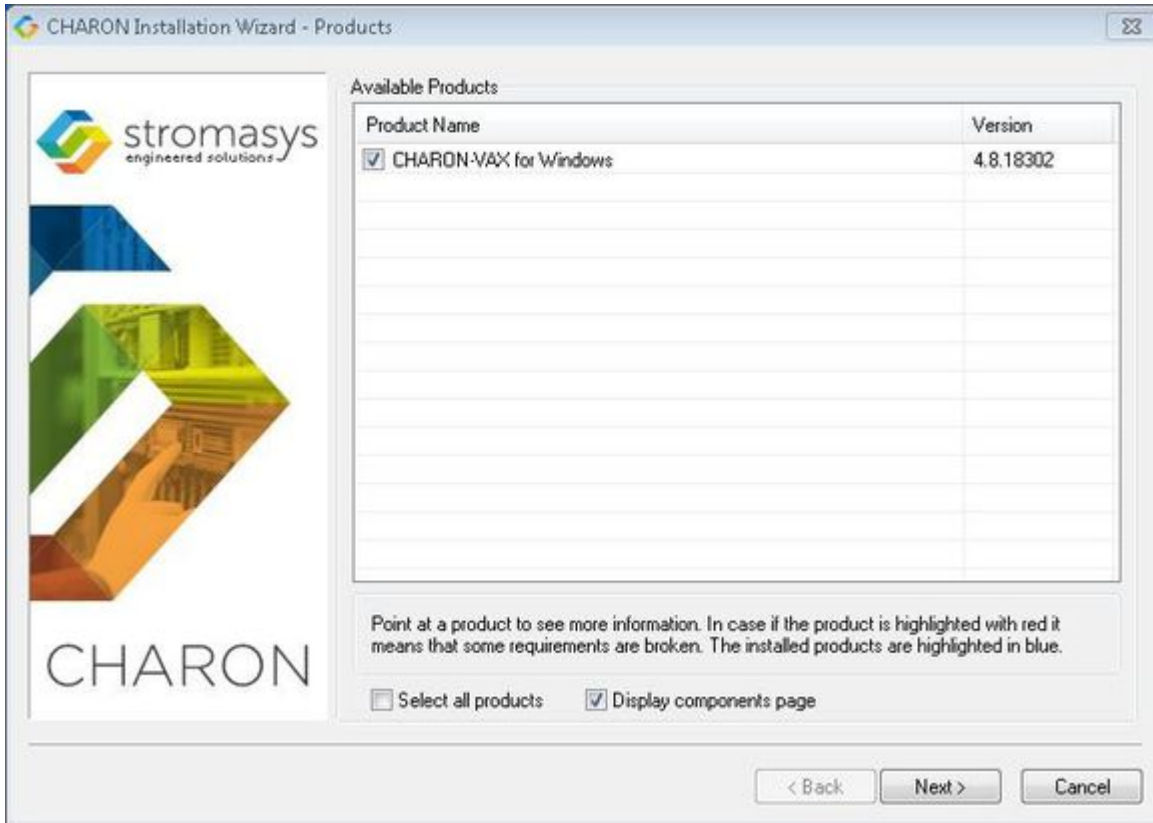 CHARON Installation Wizard - Products
stromasys
engineered solutions
CHARON
Available Products
Product Name Version
CHARON-VAX for Windows 4.8.18302
Point at a product to see more information. In case if the product is highlighted with red it
means that some requirements are broken. The installed products are highlighted in blue.
Select all products Display components page
< Back Next > Cancel